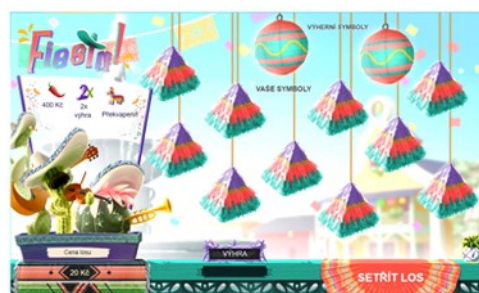 Fiesta!
VÝHERNÍ SYMBOLY
VAŠE SYMBOLY
400 Kč
2x
2x
výhra
Překvapení!
Cena losu
20 Kč
VÝHRA
SETŘÍT LOS